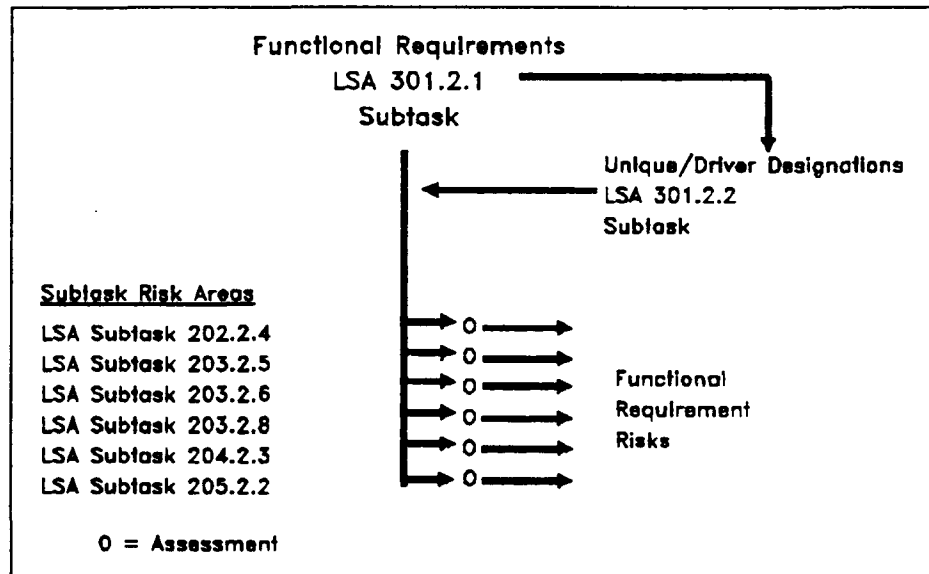 Functional Requirements
LSA 301.2.1
Subtask
Unique/Driver Designations
LSA 301.2.2
Subtask
Subtask Risk Areas
LSA Subtask 202.2.4
LSA Subtask 203.2.5
LSA Subtask 203.2.6
LSA Subtask 203.2.8
LSA Subtask 204.2.3
LSA Subtask 205.2.2
O
O
O
O
O
O
Functional
Requirement
Risks
O = Assessment